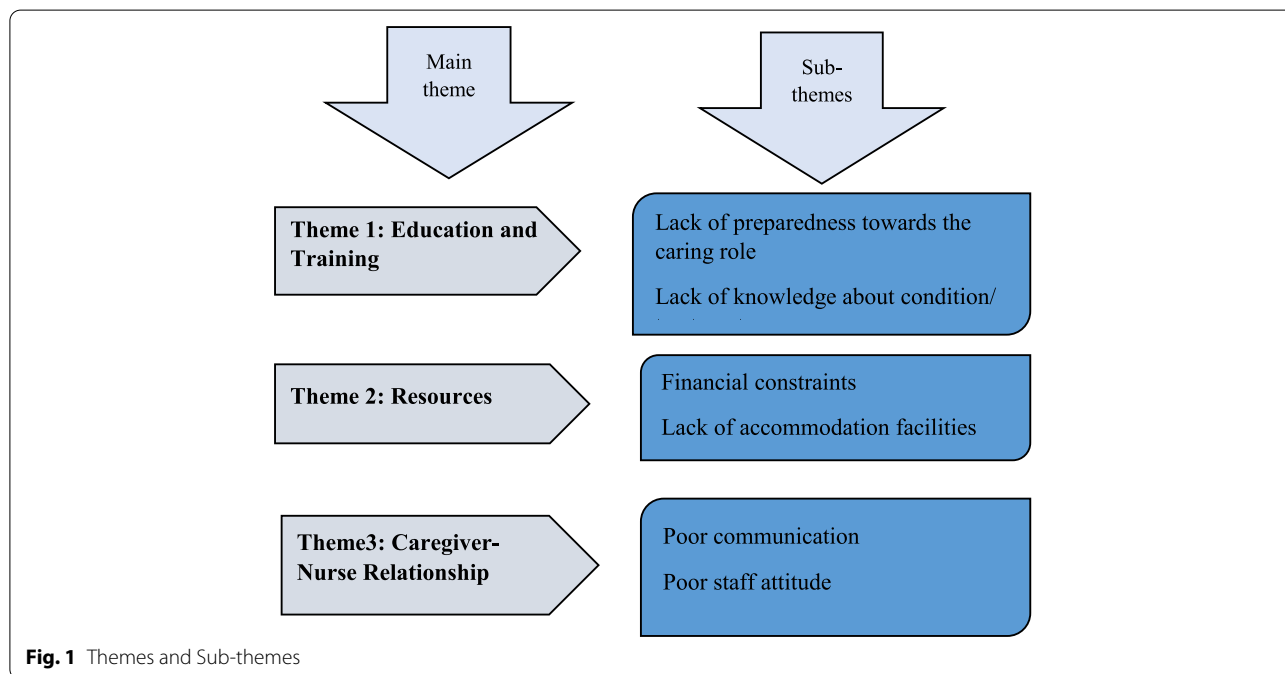 Main
theme
Sub-
themes
Theme 1: Education and
Training
Lack of preparedness towards the
caring role
Lack of knowledge about condition/
Theme 2: Resources
Financial constraints
Lack of accommodation facilities
Theme3: Caregiver-
Nurse Relationship
Poor communication
Poor staff attitude
Fig. 1 Themes and Sub-themes